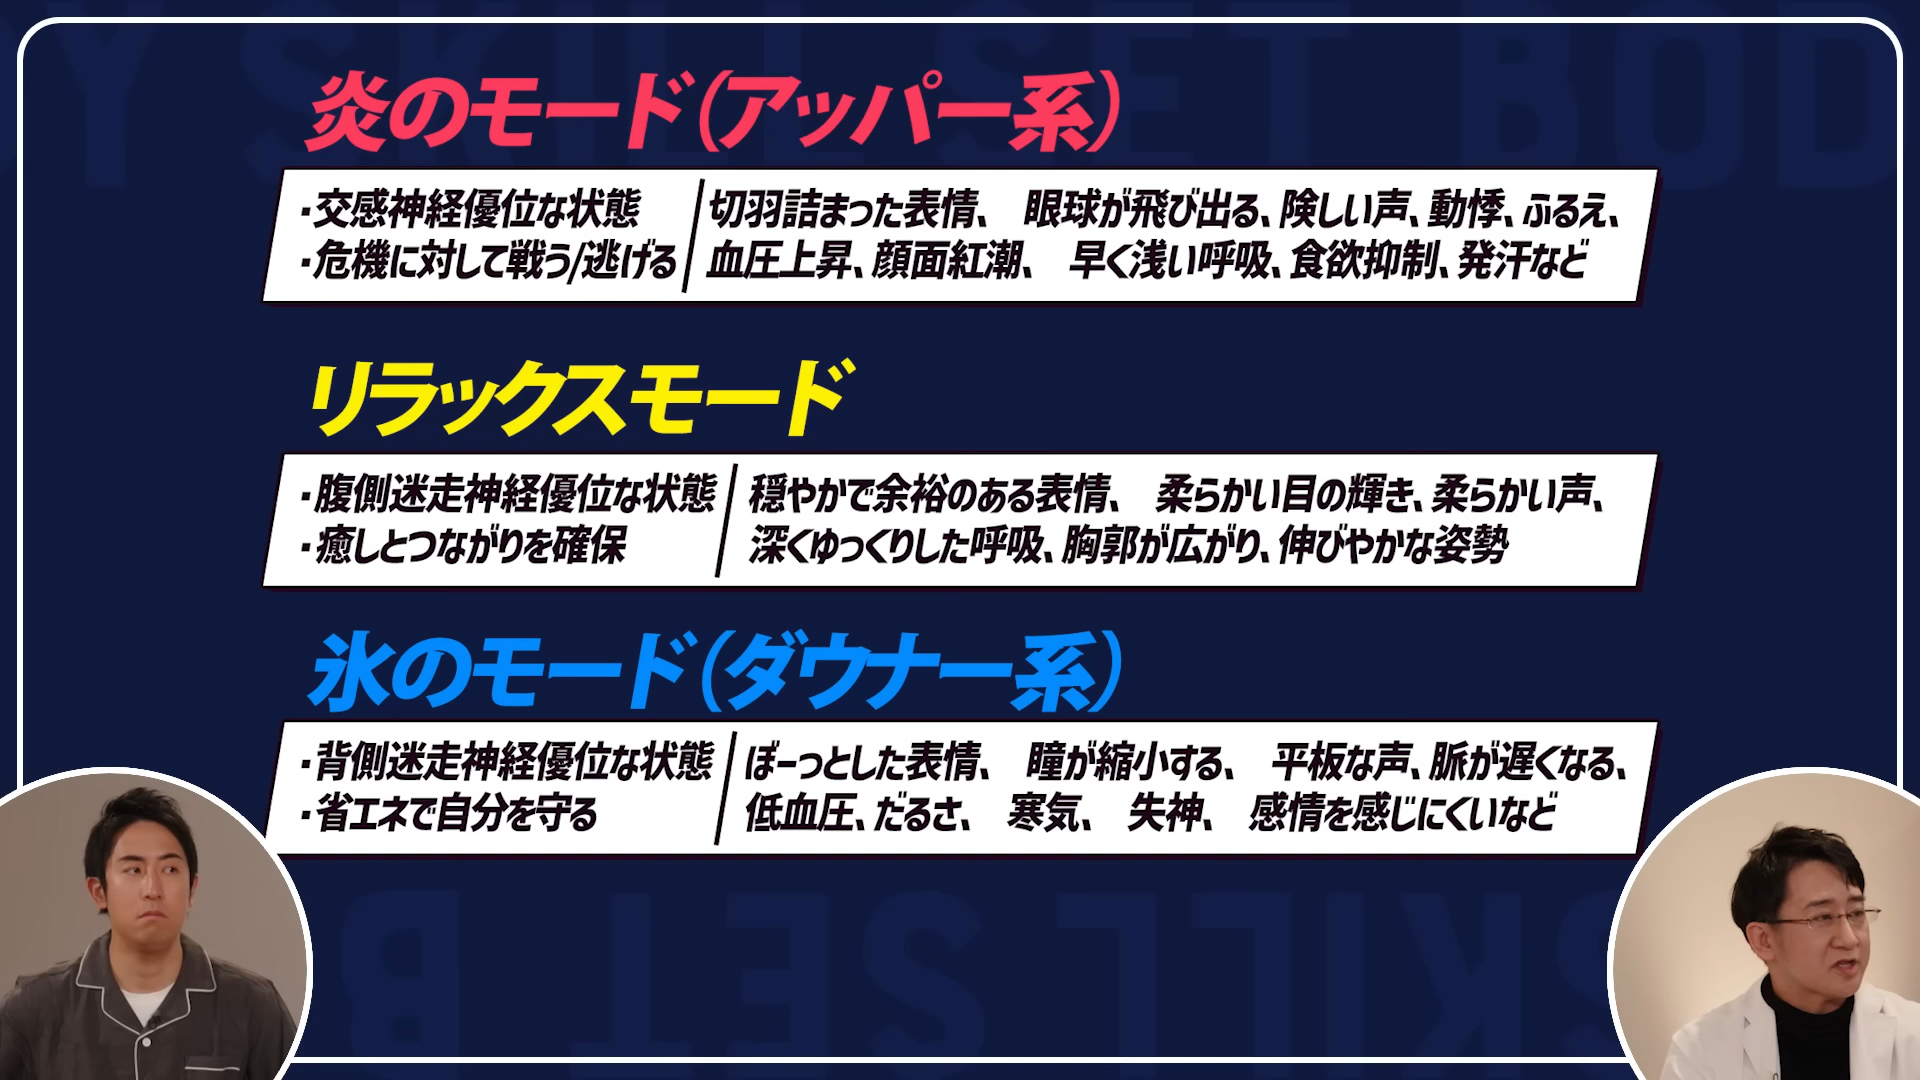 炎のモード(アッパー系)
・交感神経優位な状態
・危機に対して戦う/逃げる
切羽詰まった表情、 眼球が飛び出る、険しい声、動悸、ふるえ、
血圧上昇、顔面紅潮、 早く浅い呼吸、食欲抑制、発汗など
リラックスモード
・腹側迷走神経優位な状態
・癒しとつながりを確保
穏やかで余裕のある表情、 柔らかい目の輝き、柔らかい声、
深くゆっくりした呼吸、胸郭が広がり、伸びやかな姿勢
氷のモード(ダウナー系)
・背側迷走神経優位な状態
・省エネで自分を守る
ぼーっとした表情、 瞳が縮小する、 平板な声、脈が遅くなる、
低血圧、だるさ、 寒気、 失神、 感情を感じにくいなど
DY SKILL SET BOD
SKILL SET B